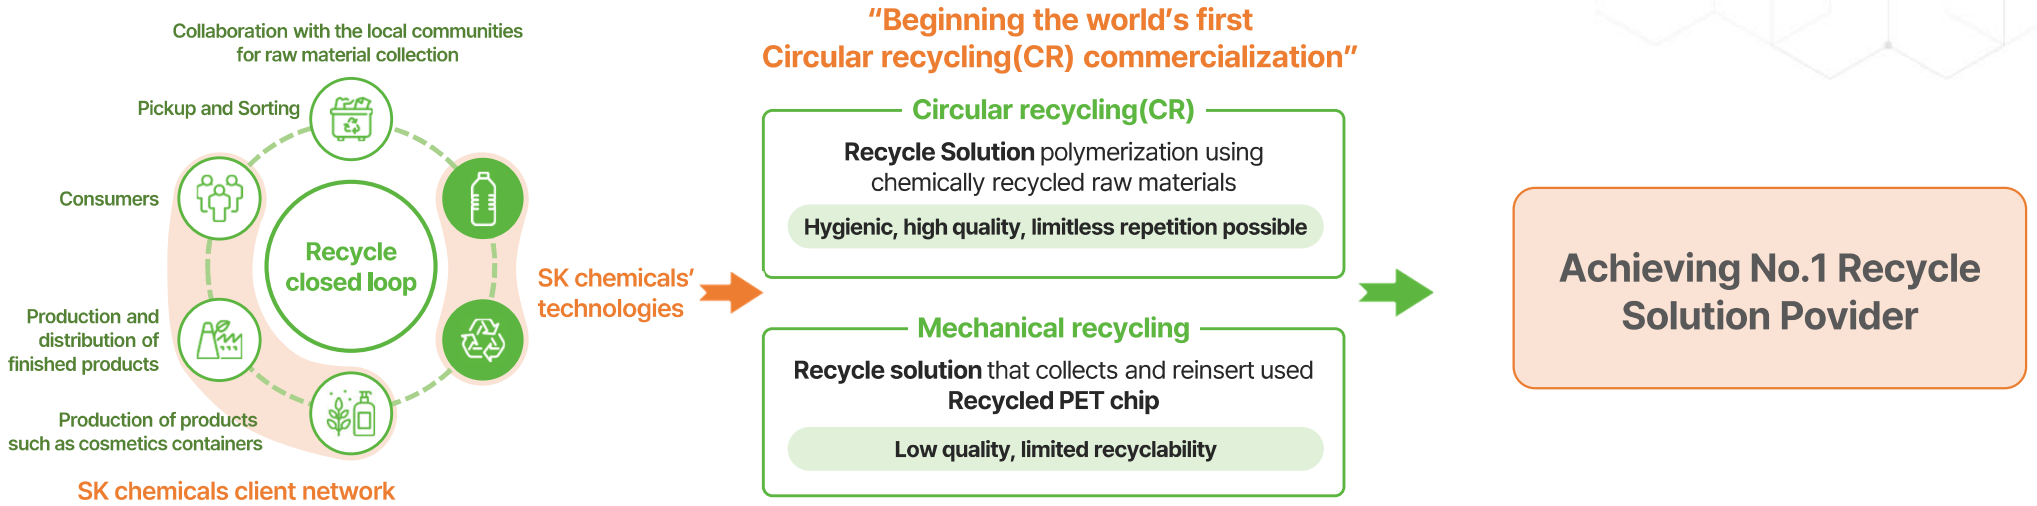 Collaboration with the local communities
for raw material collection
Pickup and Sorting
Consumers
Production and
distribution of
finished products
Production of products
such as cosmetics containers
SK chemicals client network
Recycle
closed loop
SK chemicals’
technologies
“Beginning the world’s first
Circular recycling(CR) commercialization”
Circular recycling(CR)
Recycle Solution polymerization using
chemically recycled raw materials
Hygienic, high quality, limitless repetition possible
Mechanical recycling
Recycle solution that collects and reinsert used
Recycled PET chip
Low quality, limited recyclability
Achieving No.1 Recycle
Solution Povider